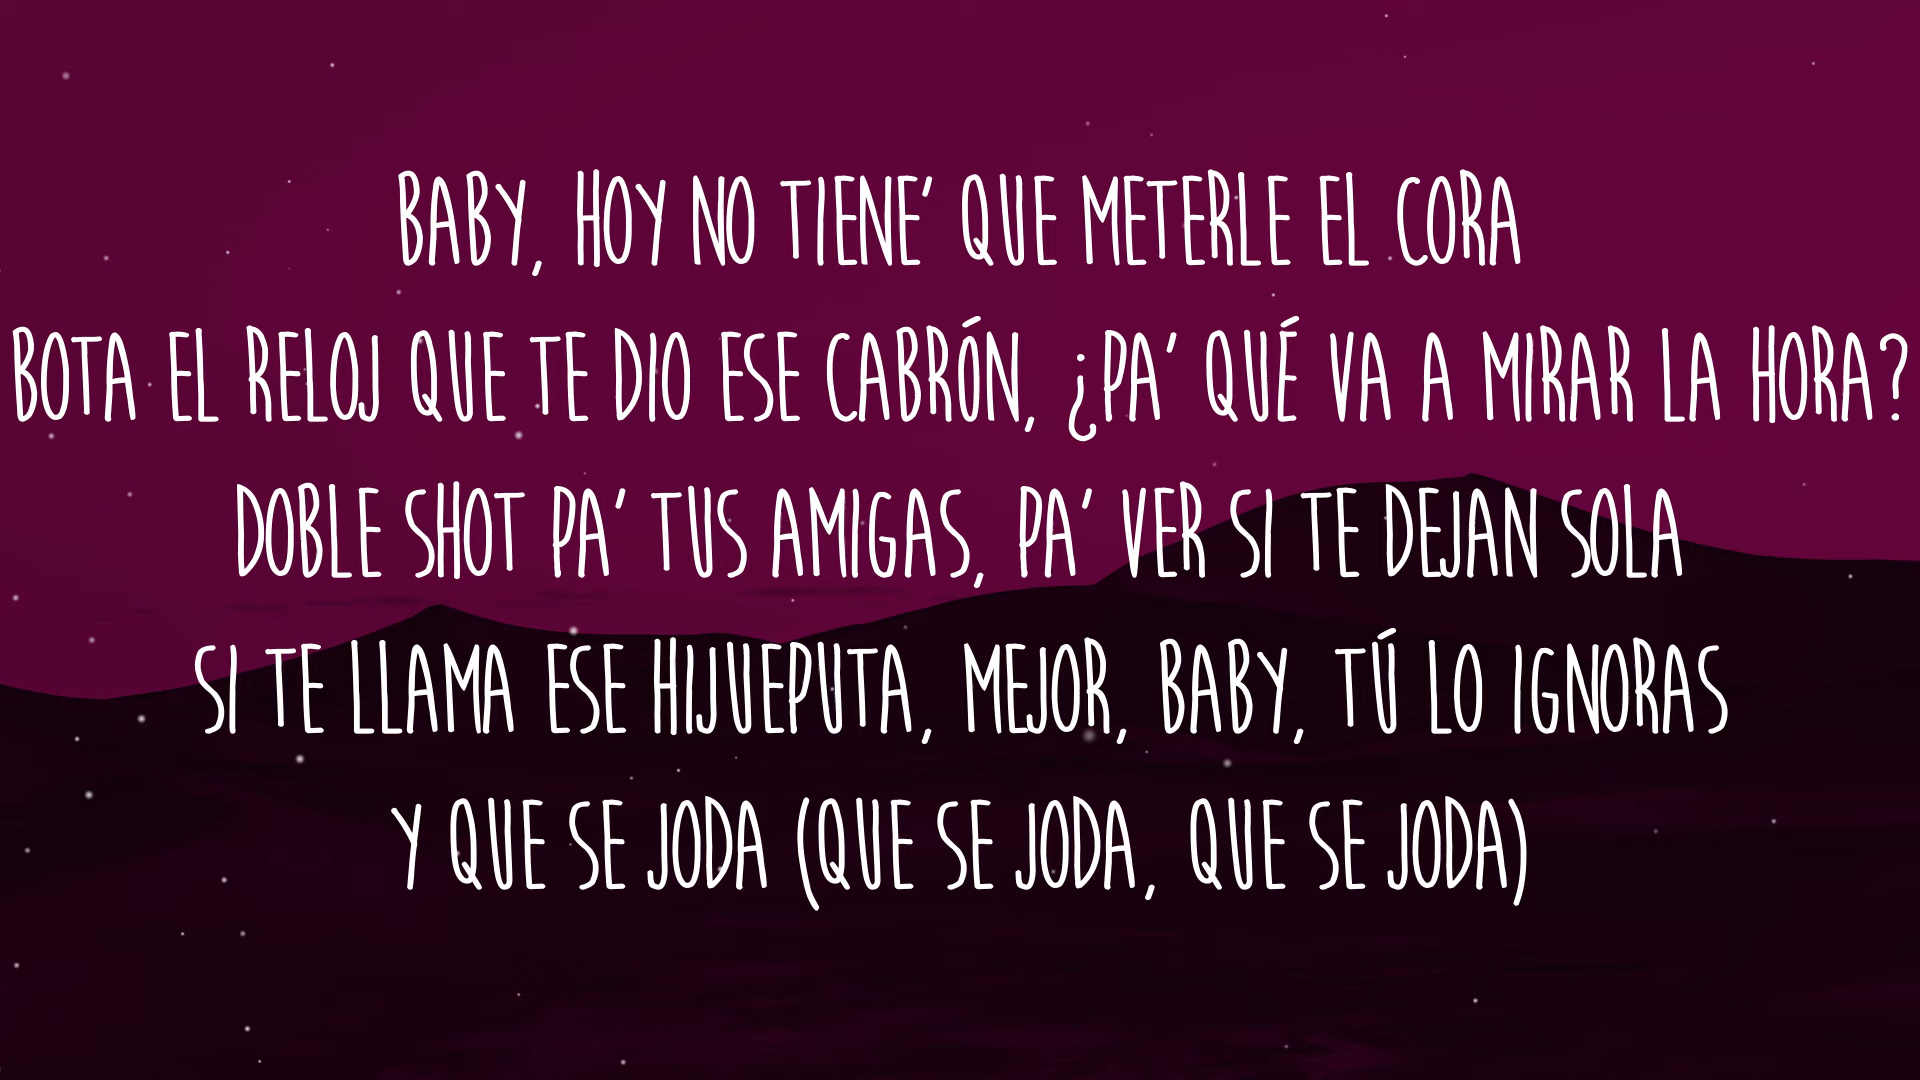 BABY, HOY NO TIENE' QUE METERLE EL CORA
BOTA EL RELOJ QUE TE DIO ESE CABRÓN, ¿PA' QUÉ VA A MIRAR LA HORA?
DOBLE SHOT PA' TUS AMIGAS, PA' VER SI TE DEJAN SOLA
SI TE LLAMA ESE HIJUEPUTA, MEJOR, BABY, TÚ LO IGNORAS
Y QUE SE JODA (QUE SE JODA, QUE SE JODA)